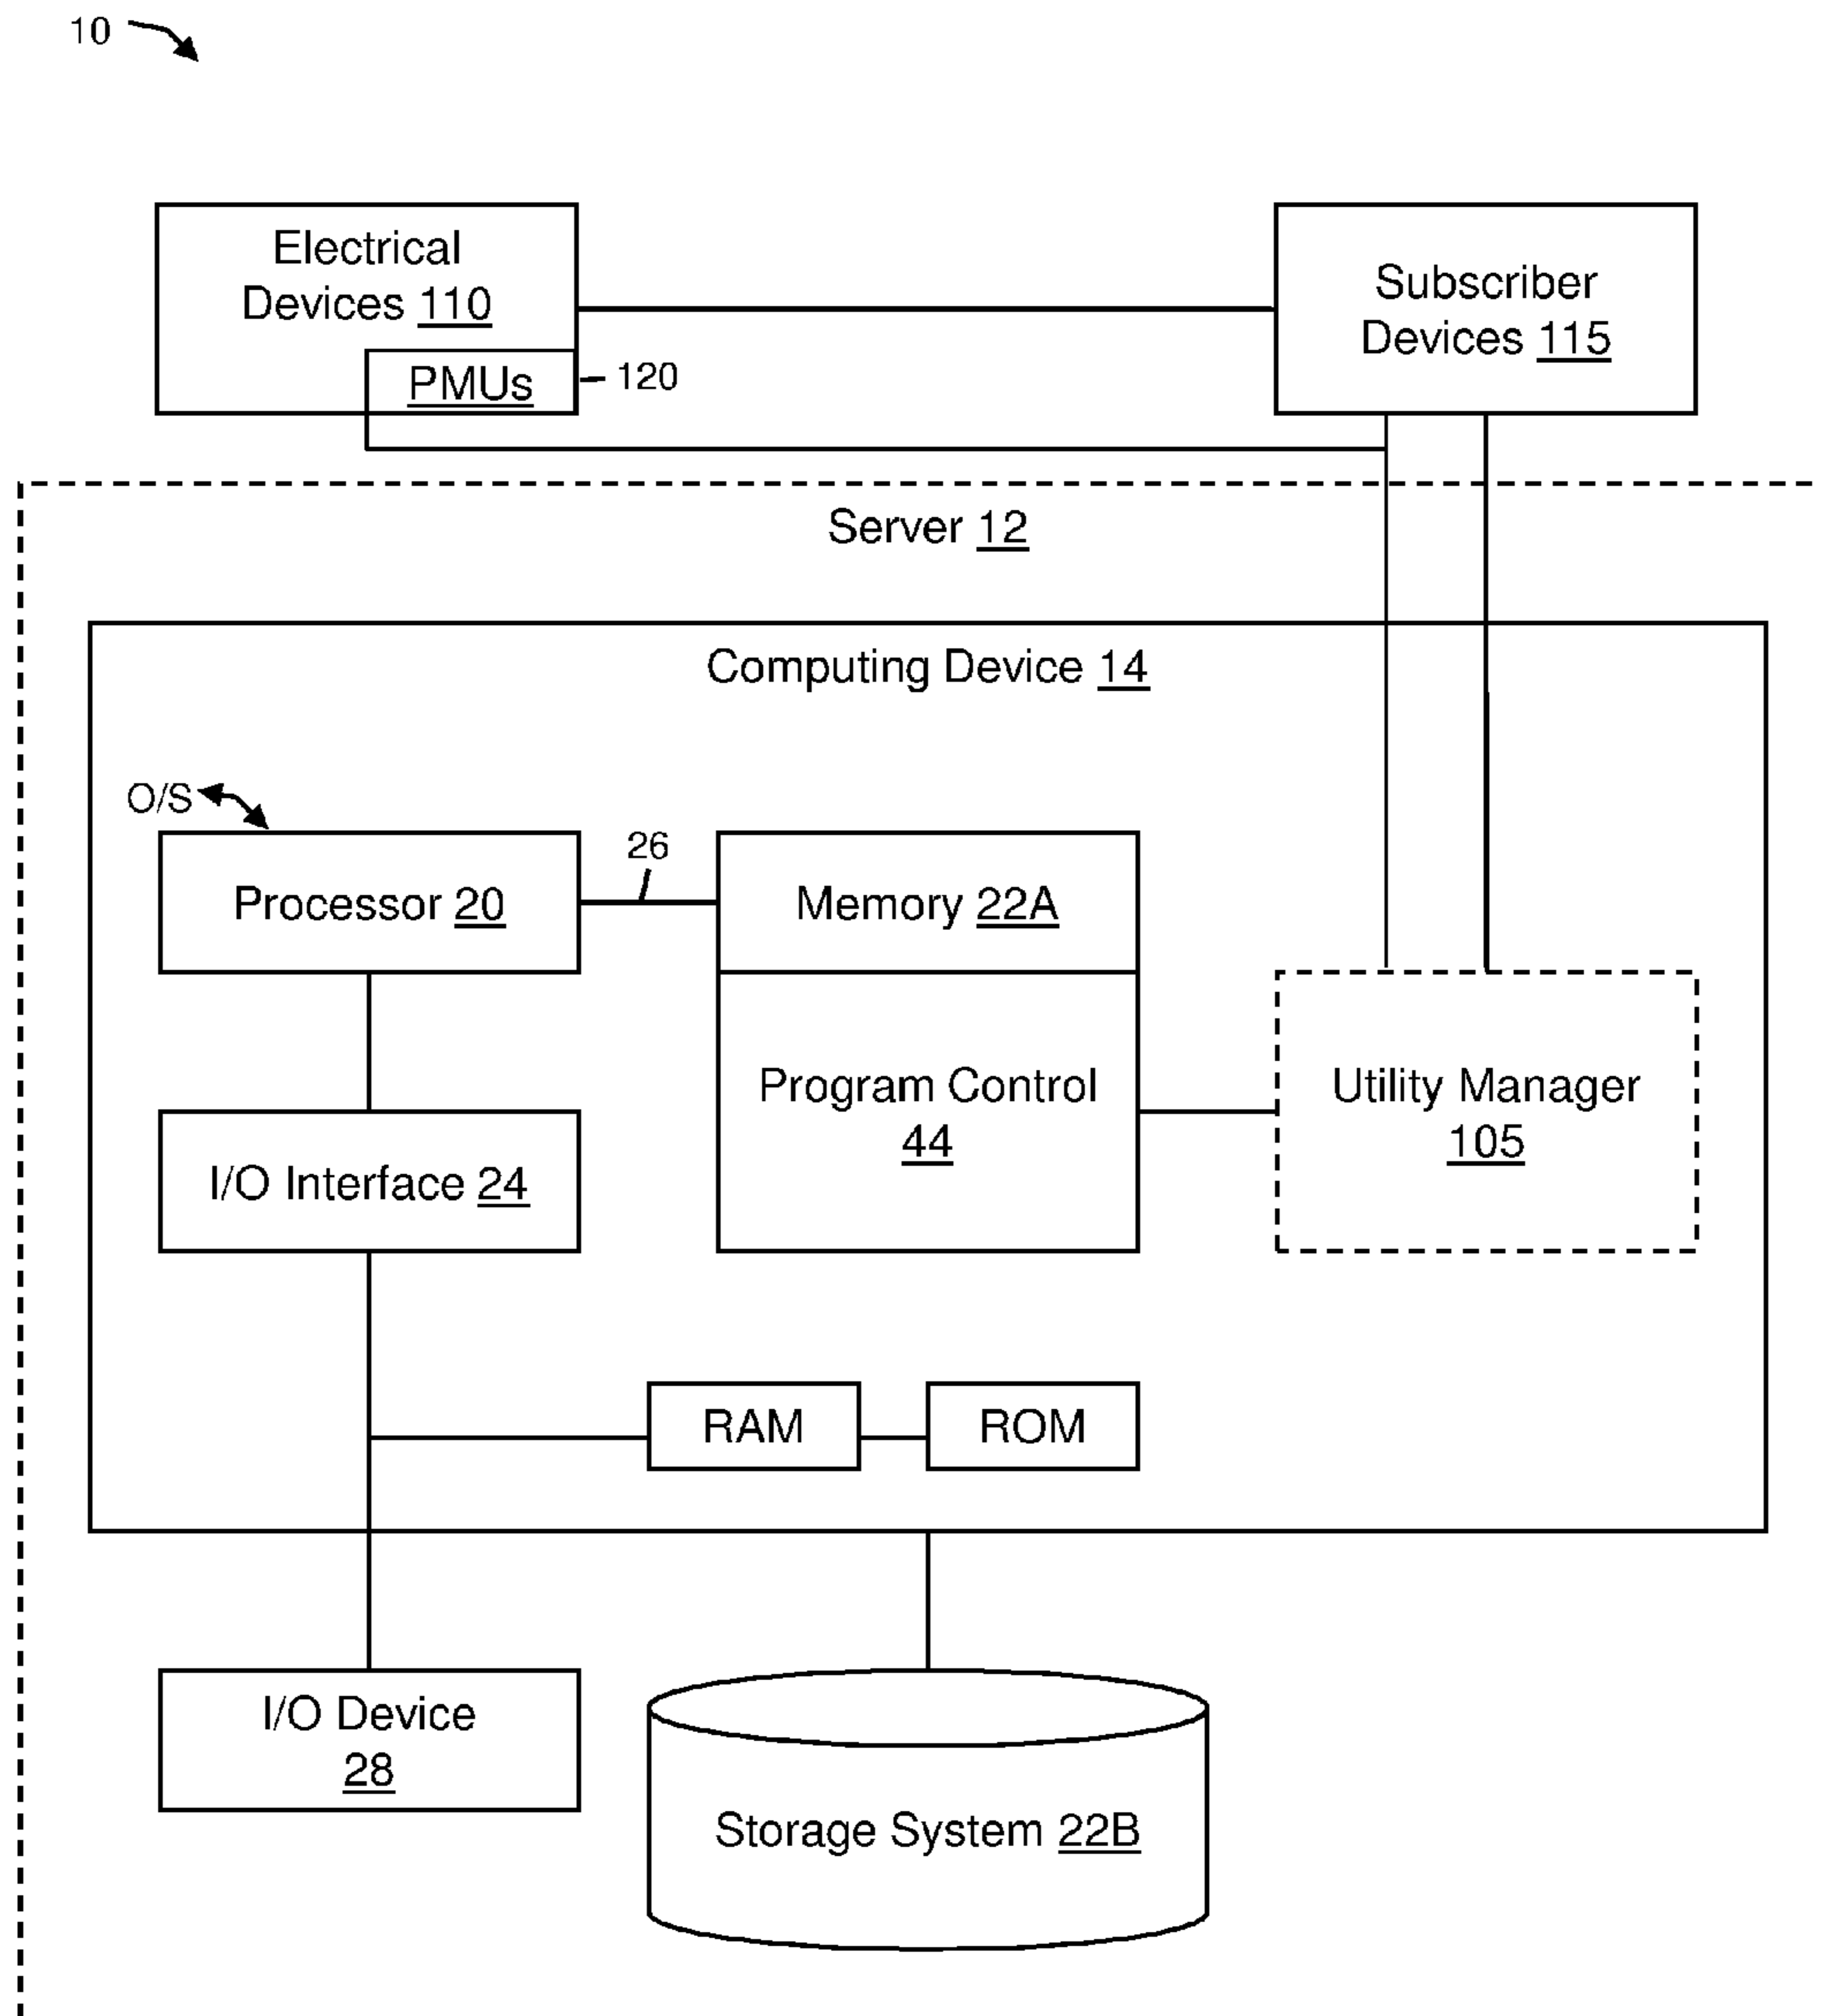 10
Electrical
Devices 110
PMUs
120
Subscriber
Devices 115
Server 12
Computing Device 14
O/S
26
Processor 20
Memory 22A
Program Control
44
Utility Manager
105
I/O Interface 24
RAM
ROM
I/O Device
28
Storage System 22B